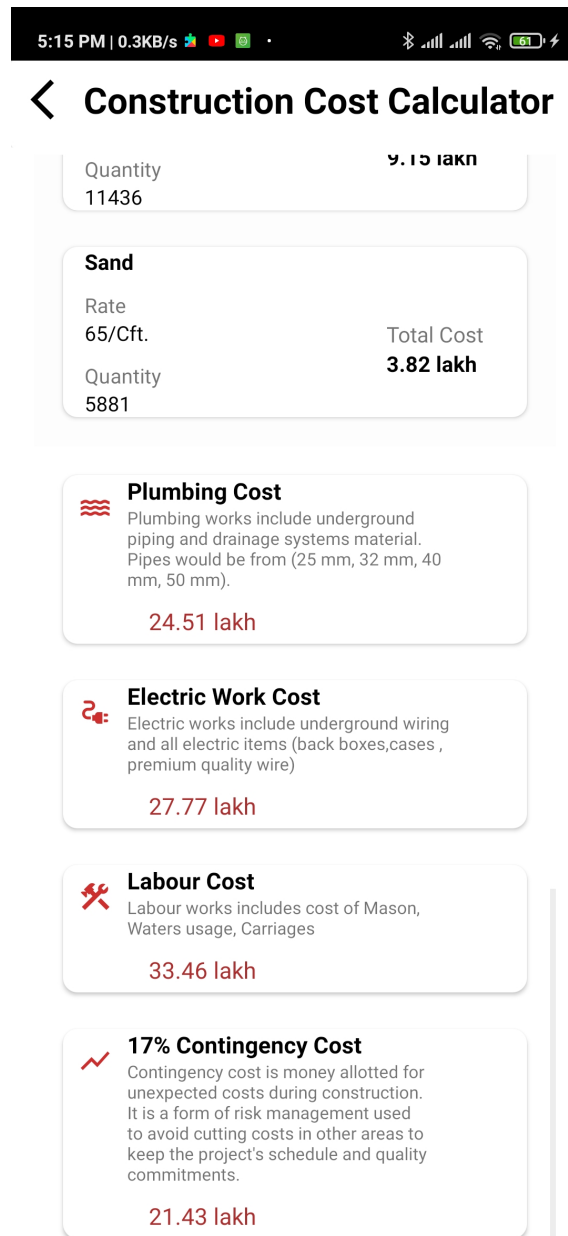 5:15 PM | 0.3KB/s
61
Construction Cost Calculator
9.15 lakh
Quantity
11436
Sand
Rate
65/Cft.
Total Cost
3.82 lakh
Quantity
5881
Plumbing Cost
Plumbing works include underground
piping and drainage systems material.
Pipes would be from (25 mm, 32 mm, 40
mm, 50 mm).
24.51 lakh
Electric Work Cost
Electric works include underground wiring
and all electric items (back boxes,cases ,
premium quality wire)
27.77 lakh
Labour Cost
Labour works includes cost of Mason,
Waters usage, Carriages
33.46 lakh
17% Contingency Cost
Contingency cost is money allotted for
unexpected costs during construction.
It is a form of risk management used
to avoid cutting costs in other areas to
keep the project's schedule and quality
commitments.
21.43 lakh